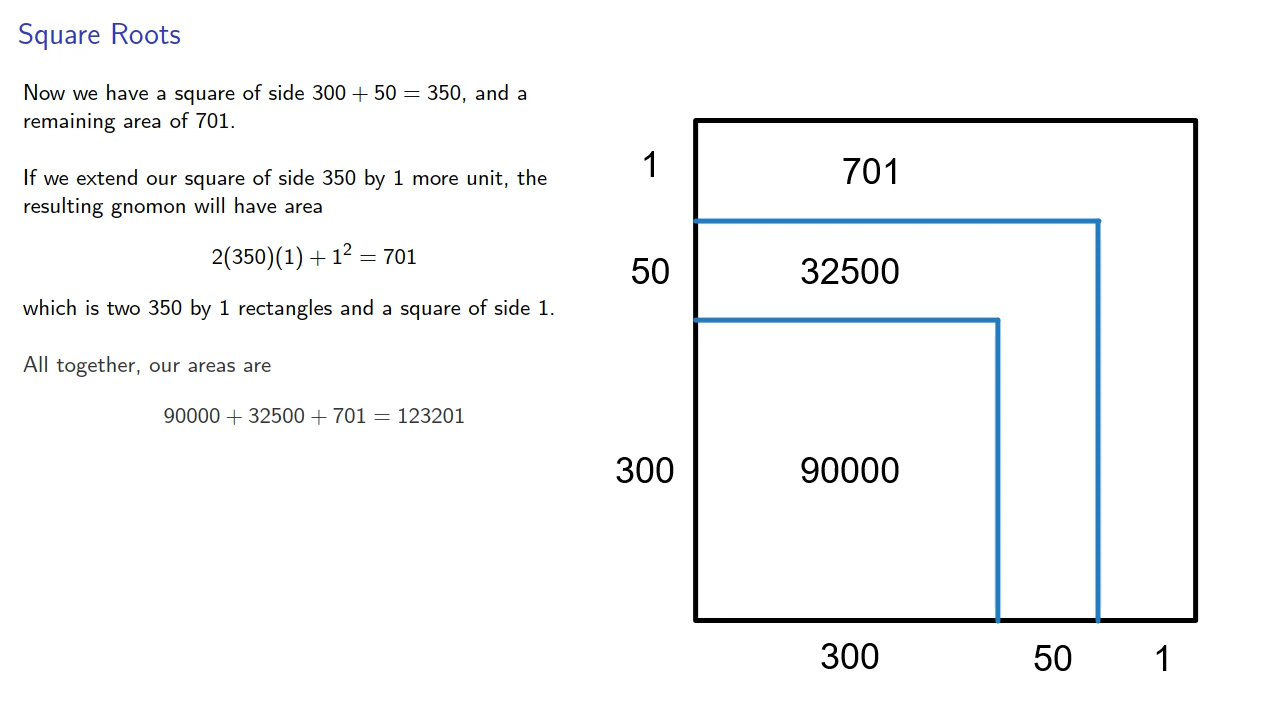 Square Roots
Now we have a square of side 300 + 50 = 350, and a
remaining area of 701.
If we extend our square of side 350 by 1 more unit, the
resulting gnomon will have area
2(350)(1) + 1² = 701
which is two 350 by 1 rectangles and a square of side 1.
All together, our areas are
90000 + 32500 + 701 = 123201
1
701
50
32500
300
90000
300
50
1